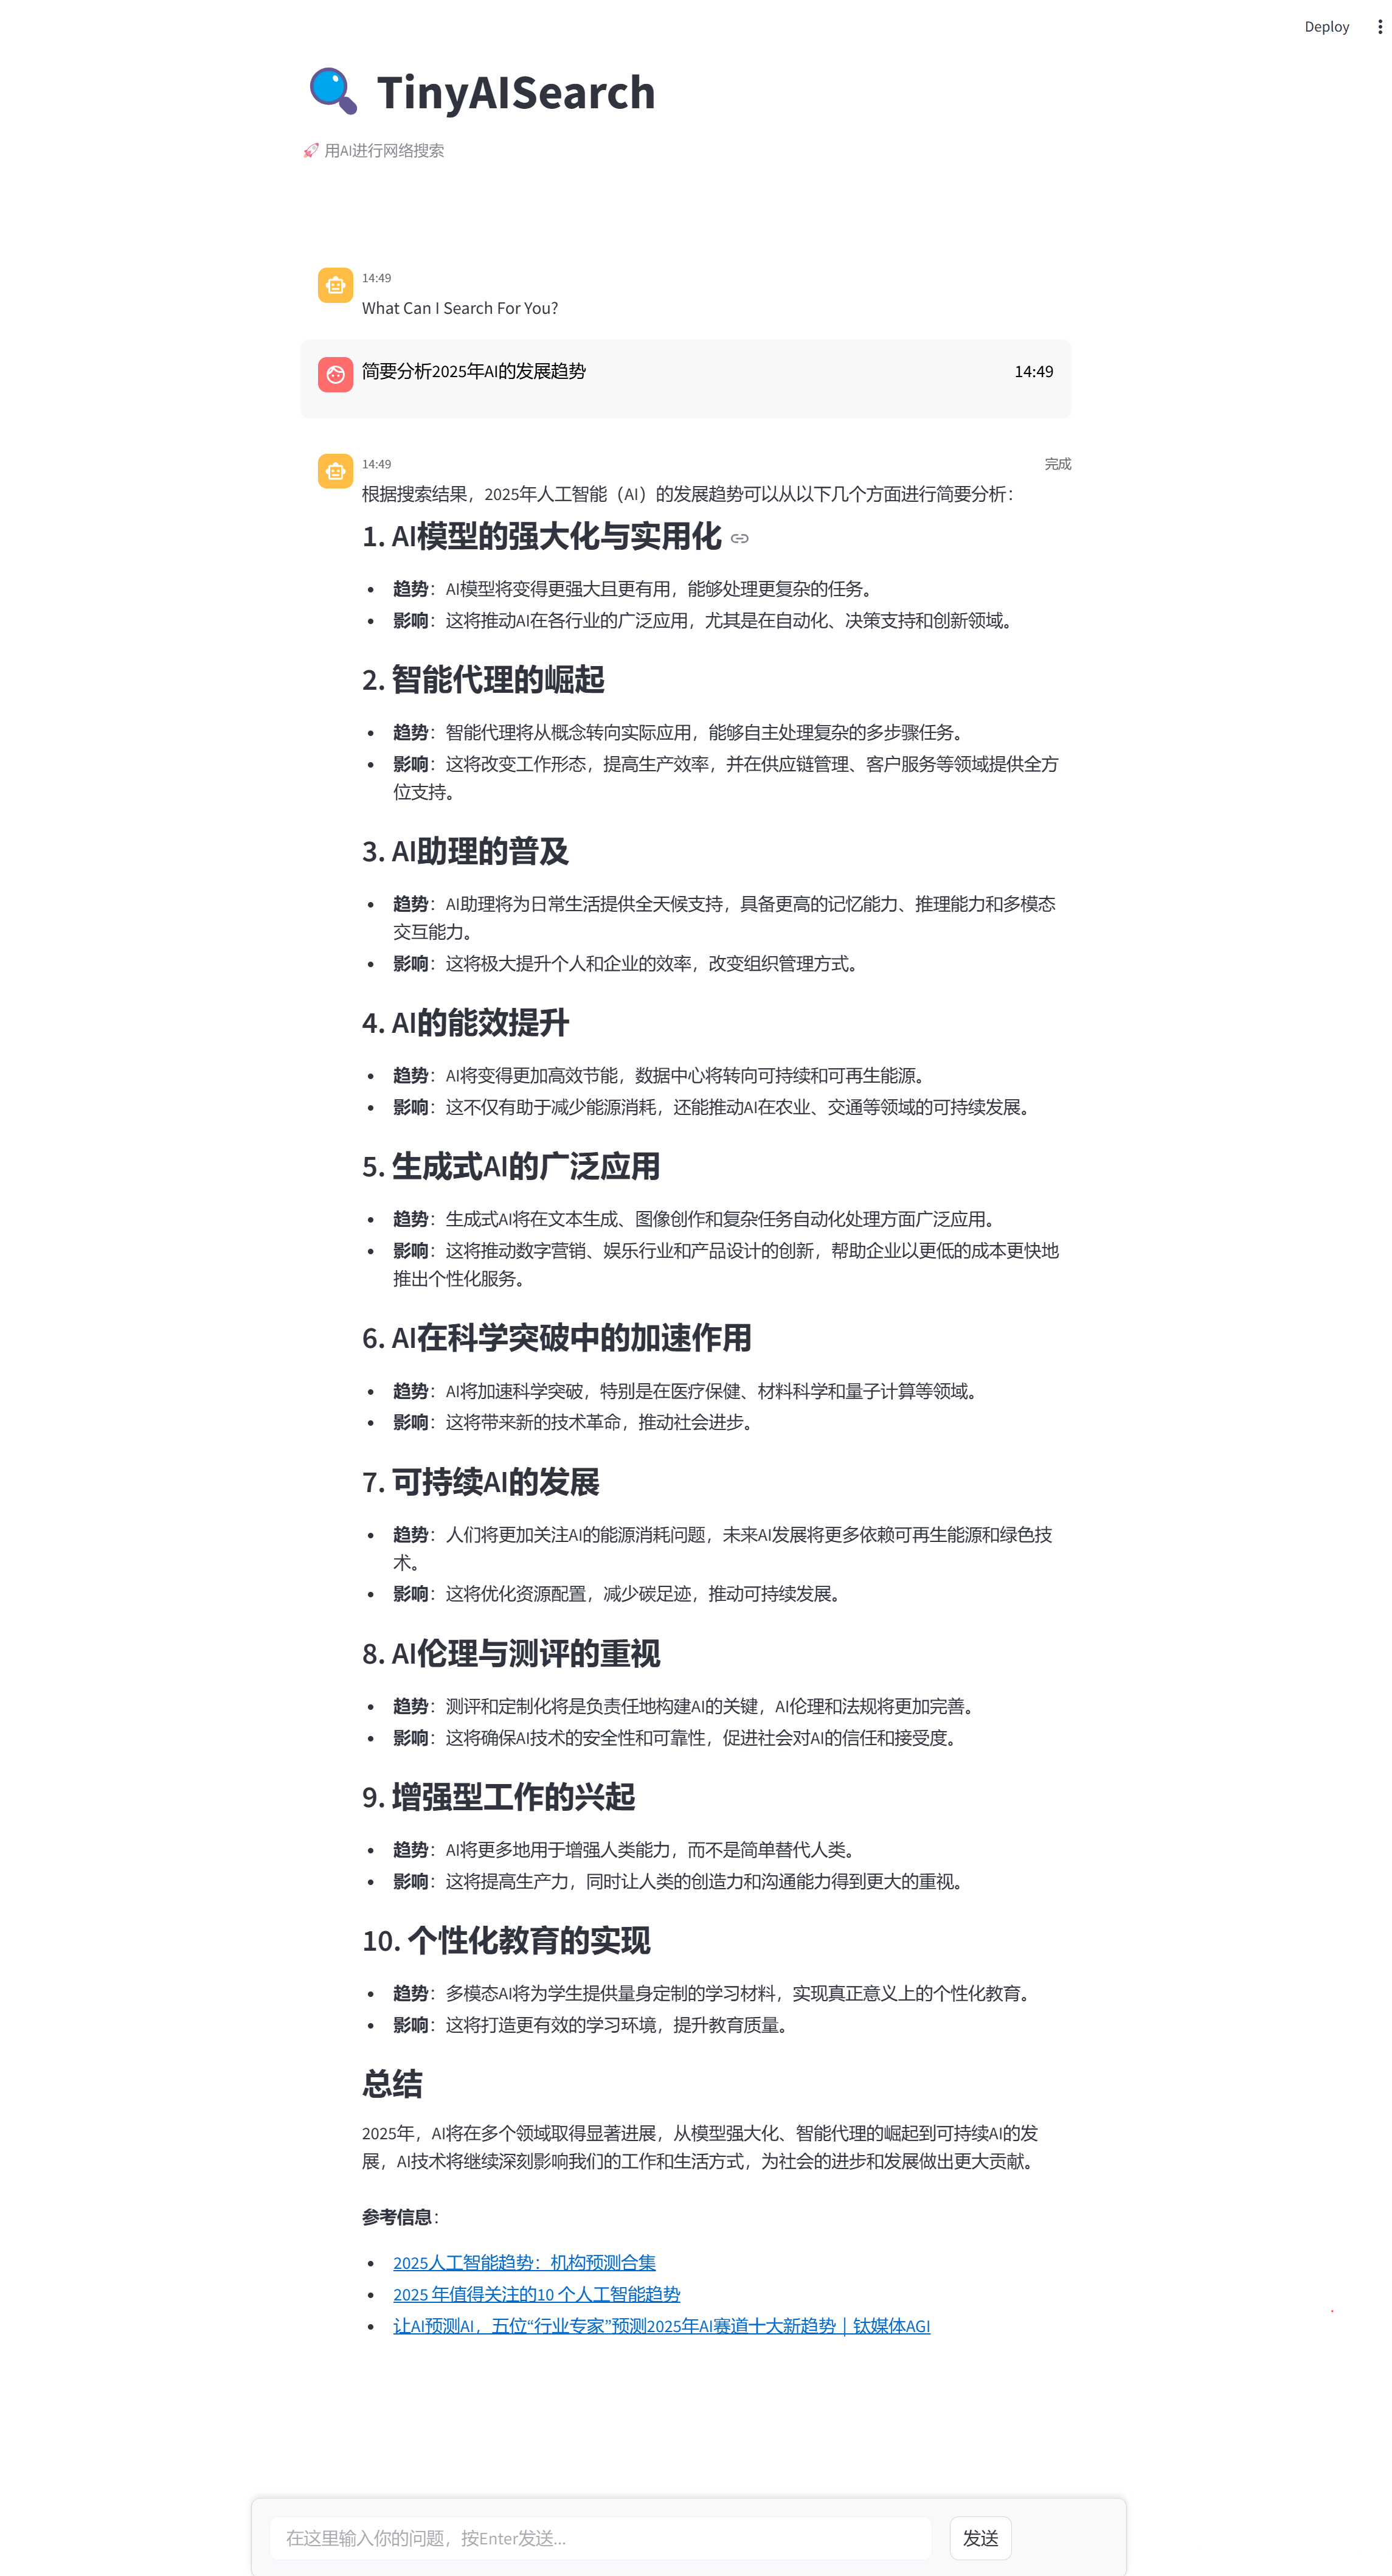 Deploy
TinyAISearch
用AI进行网络搜索
14:49
What Can I Search For You?
简要分析2025年AI的发展趋势
14:49
14:49
完成
根据搜索结果，2025年人工智能（AI）的发展趋势可以从以下几个方面进行简要分析：
1. AI模型的强大化与实用化
• 趋势：AI模型将变得更强大且更有用，能够处理更复杂的任务。
• 影响：这将推动AI在各行业的广泛应用，尤其是在自动化、决策支持和创新领域。
2. 智能代理的崛起
• 趋势：智能代理将从概念转向实际应用，能够自主处理复杂的多步骤任务。
• 影响：这将改变工作形态，提高生产效率，并在供应链管理、客户服务等领域提供全方
位支持。
3. AI助理的普及
• 趋势：AI助理将为日常生活提供全天候支持，具备更高的记忆能力、推理能力和多模态
交互能力。
• 影响：这将极大提升个人和企业的效率，改变组织管理方式。
4. AI的能效提升
• 趋势：AI将变得更加高效节能，数据中心将转向可持续和可再生能源。
• 影响：这不仅有助于减少能源消耗，还能推动AI在农业、交通等领域的可持续发展。
5. 生成式AI的广泛应用
• 趋势：生成式AI将在文本生成、图像创作和复杂任务自动化处理方面广泛应用。
• 影响：这将推动数字营销、娱乐行业和产品设计的创新，帮助企业以更低的成本更快地
推出个性化服务。
6. AI在科学突破中的加速作用
• 趋势：AI将加速科学突破，特别是在医疗保健、材料科学和量子计算等领域。
• 影响：这将带来新的技术革命，推动社会进步。
7. 可持续AI的发展
• 趋势：人们将更加关注AI的能源消耗问题，未来AI发展将更多依赖可再生能源和绿色技
术。
• 影响：这将优化资源配置，减少碳足迹，推动可持续发展。
8. AI伦理与测评的重视
• 趋势：测评和定制化将是负责任地构建AI的关键，AI伦理和法规将更加完善。
• 影响：这将确保AI技术的安全性和可靠性，促进社会对AI的信任和接受度。
9. 增强型工作的兴起
• 趋势：AI将更多地用于增强人类能力，而不是简单替代人类。
• 影响：这将提高生产力，同时让人类的创造力和沟通能力得到更大的重视。
10. 个性化教育的实现
• 趋势：多模态AI将为学生提供量身定制的学习材料，实现真正意义上的个性化教育。
• 影响：这将打造更有效的学习环境，提升教育质量。
总结
2025年，AI将在多个领域取得显著进展，从模型强大化、智能代理的崛起到可持续AI的发
展，AI技术将继续深刻影响我们的工作和生活方式，为社会的进步和发展做出更大贡献。
参考信息：
• 2025人工智能趋势：机构预测合集
• 2025 年值得关注的10 个人工智能趋势
• 让AI预测AI，五位“行业专家”预测2025年AI赛道十大新趋势｜钛媒体AGI
在这里输入你的问题，按Enter发送...
发送